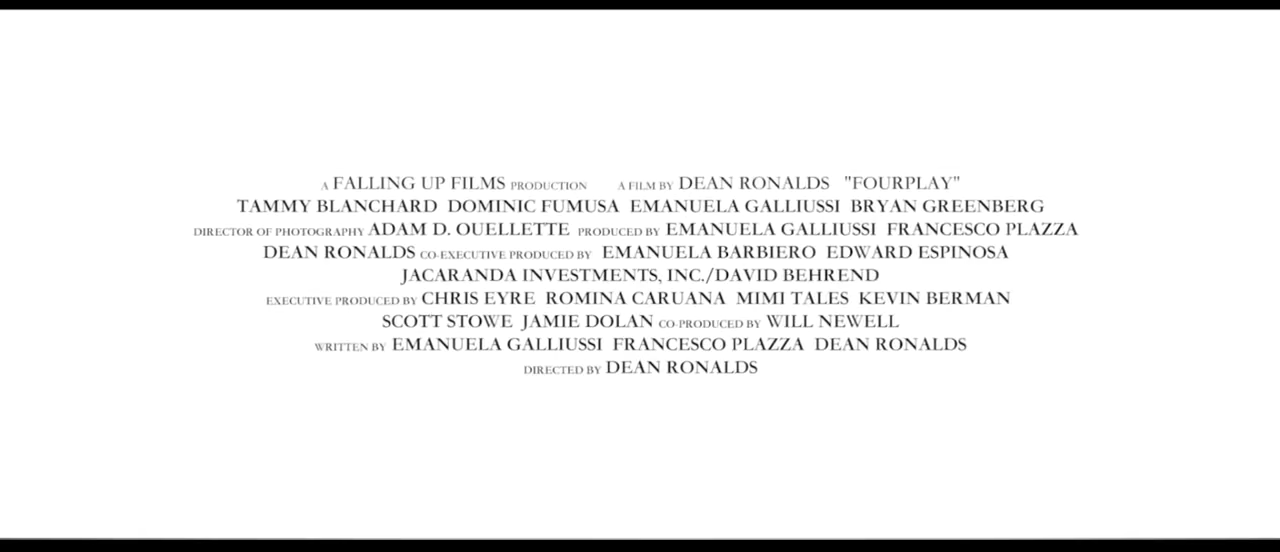 A FALLING UP FILMS PRODUCTION A FILM BY DEAN RONALDS "FOURPLAY"
TAMMY BLANCHARD DOMINIC FUMUSA EMANUELA GALLIUSSI BRYAN GREENBERG
DIRECTOR OF PHOTOGRAPHY ADAM D. OUELLETTE PRODUCED BY EMANUELA GALLIUSSI FRANCESCO PLAZZA
DEAN RONALDS CO-EXECUTIVE PRODUCED BY EMANUELA BARBIERO EDWARD ESPINOSA
JACARANDA INVESTMENTS, INC./DAVID BEHREND
EXECUTIVE PRODUCED BY CHRIS EYRE ROMINA CARUANA MIMI TALES KEVIN BERMAN
SCOTT STOWE JAMIE DOLAN CO-PRODUCED BY WILL NEWELL
WRITTEN BY EMANUELA GALLIUSSI FRANCESCO PLAZZA DEAN RONALDS
DIRECTED BY DEAN RONALDS